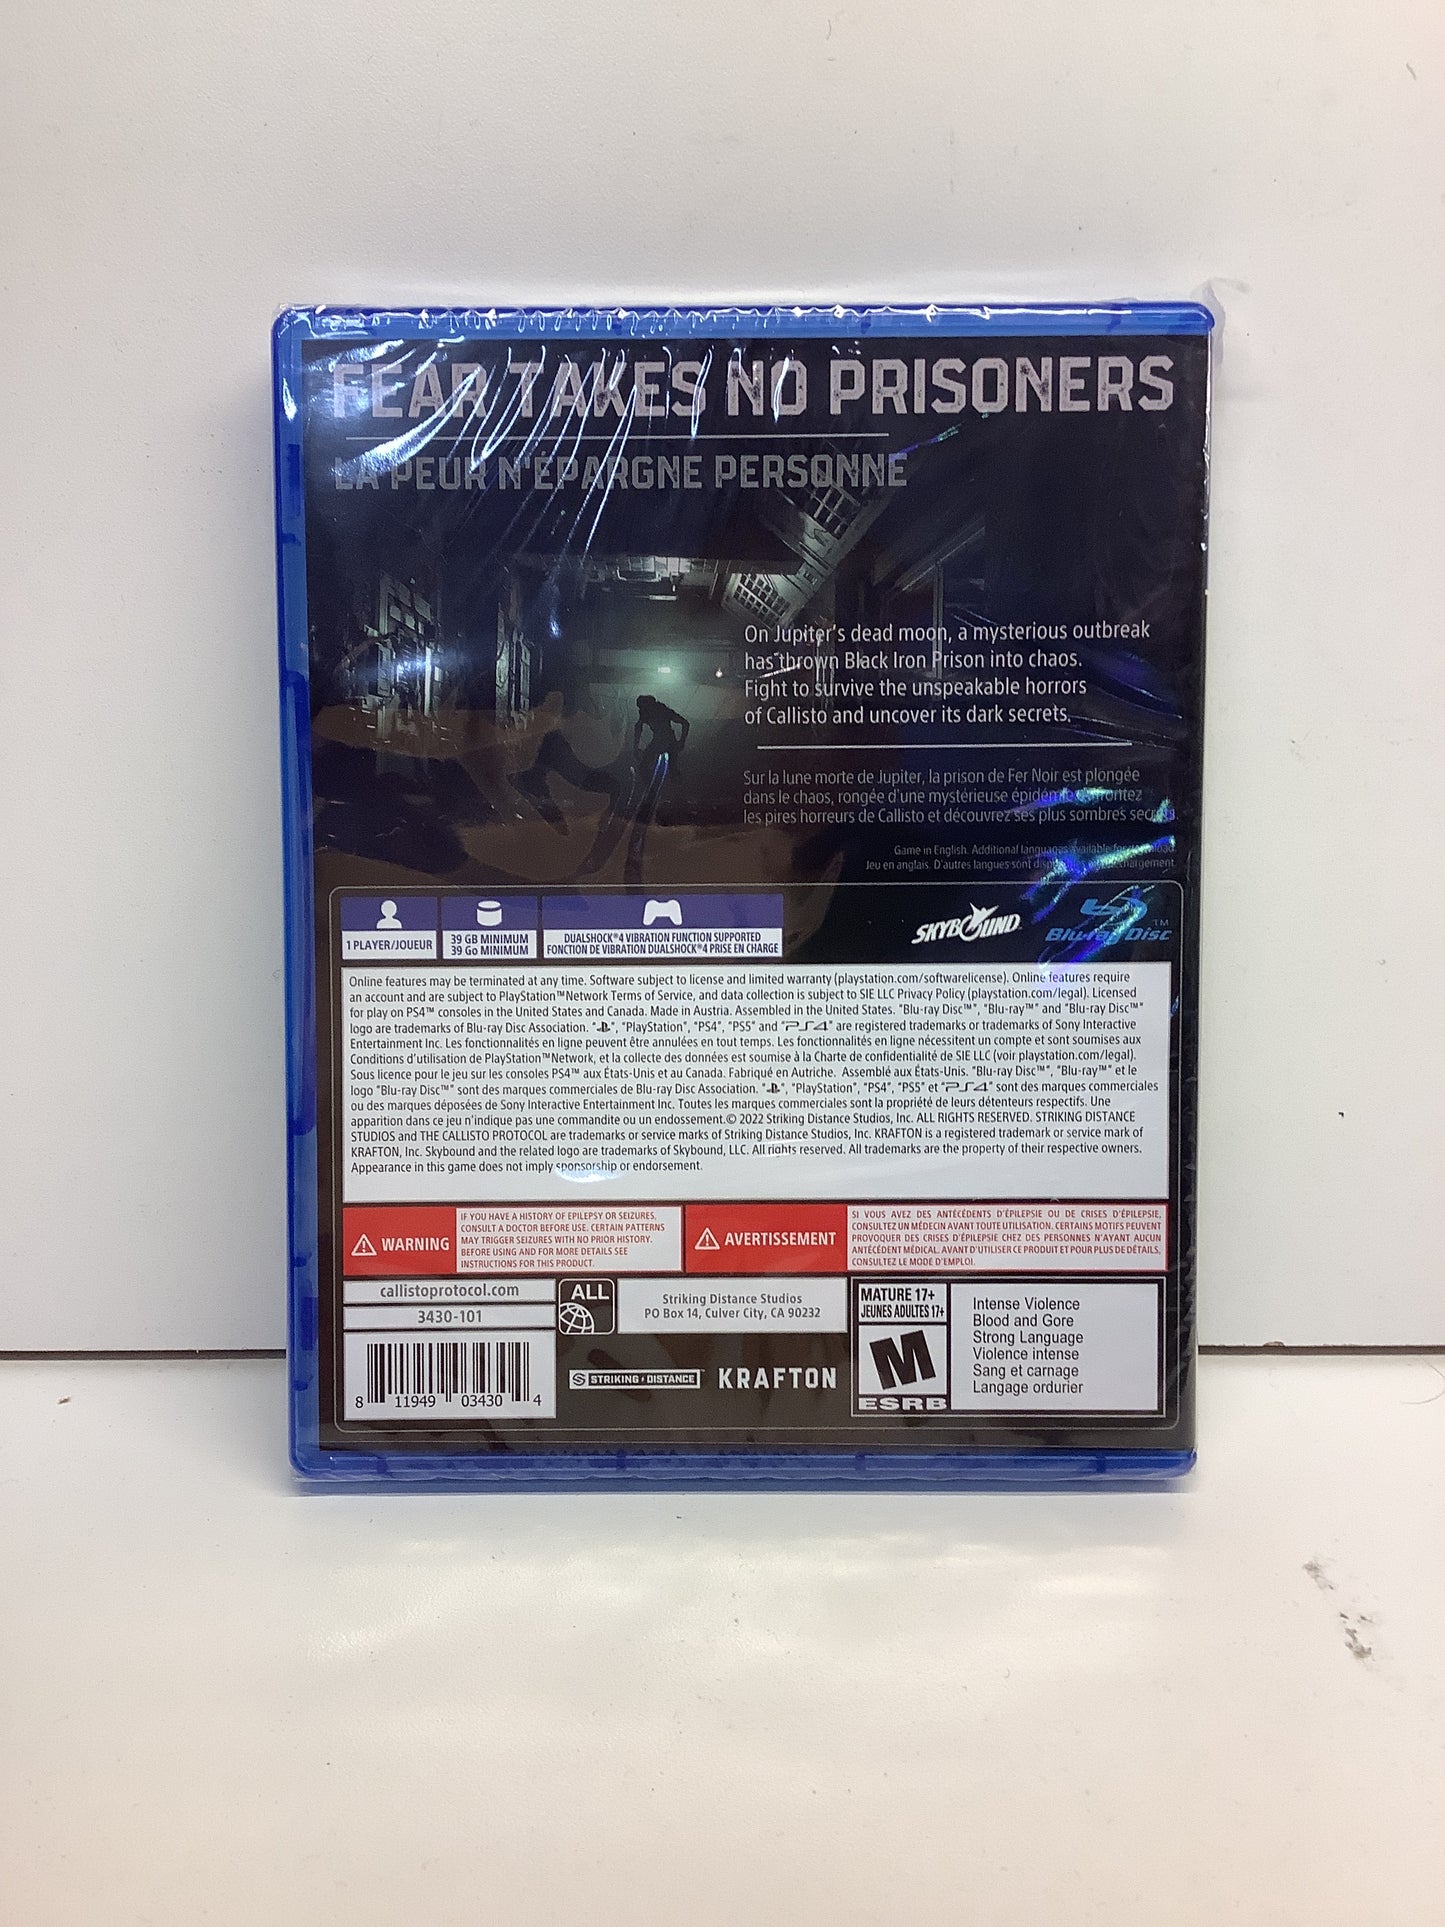 FEAR TAKES NO PRISONERS
LA PEUR N'ÉPARGNE PERSONNE
On Jupiter's dead moon, a mysterious outbreak
has thrown Black Iron Prison into chaos.
Fight to survive the unspeakable horrors
of Callisto and uncover its dark secrets.
Sur la lune morte de Jupiter, la prison de Fer Noir est plongée
dans le chaos, rongée d'une mystérieuse épidémie
les pires horreurs de Callisto et découvrez ses plus sombres secrets.
Game in English. Additional languages available for download.
Jeu en anglais. D'autres langues sont
1 PLAYER/JOUEUR
39 GB MINIMUM
39 Go MINIMUM
DUALSHOCK®4 VIBRATION FUNCTION SUPPORTED
FONCTION DE VIBRATION DUALSHOCK®4 PRISE EN CHARGE
SKYBOUND
Blu-ray Disc™
Online features may be terminated at any time. Software subject to license and limited warranty (playstation.com/softwarelicense). Online features require
an account and are subject to PlayStation™Network Terms of Service, and data collection is subject to SIE LLC Privacy Policy (playstation.com/legal). Licensed
for play on PS4™ consoles in the United States and Canada. Made in Austria. Assembled in the United States. "Blu-ray Disc™", "Blu-ray™" and "Blu-ray Disc™"
logo are trademarks of Blu-ray Disc Association. "PS", "PlayStation", "PS4", "PS5" and "PS4" are registered trademarks or trademarks of Sony Interactive
Entertainment Inc. Les fonctionnalités en ligne peuvent être annulées en tout temps. Les fonctionnalités en ligne nécessitent un compte et sont soumises aux
Conditions d'utilisation de PlayStation™Network, et la collecte des données est soumise à la Charte de confidentialité de SIE LLC (voir playstation.com/legal).
Sous licence pour le jeu sur les consoles PS4™ aux États-Unis et au Canada. Fabriqué en Autriche. Assemblé aux États-Unis. "Blu-ray Disc™", "Blu-ray™" et le
logo "Blu-ray Disc™" sont des marques commerciales de Blu-ray Disc Association. "PS", "PlayStation", "PS4", "PS5" et "PS4" sont des marques commerciales
ou des marques déposées de Sony Interactive Entertainment Inc. Toutes les marques commerciales sont la propriété de leurs détenteurs respectifs. Une
apparition dans ce jeu n'indique pas une commandite ou un endossement.© 2022 Striking Distance Studios, Inc. ALL RIGHTS RESERVED. STRIKING DISTANCE
STUDIOS and THE CALLISTO PROTOCOL are trademarks or service marks of Striking Distance Studios, Inc. KRAFTON is a registered trademark or service mark of
KRAFTON, Inc. Skybound and the related logo are trademarks of Skybound, LLC. All rights reserved. All trademarks are the property of their respective owners.
Appearance in this game does not imply sponsorship or endorsement.
WARNING
IF YOU HAVE A HISTORY OF EPILEPSY OR SEIZURES,
CONSULT A DOCTOR BEFORE USE. CERTAIN PATTERNS
MAY TRIGGER SEIZURES WITH NO PRIOR HISTORY.
BEFORE USING AND FOR MORE DETAILS SEE
INSTRUCTIONS FOR THIS PRODUCT.
AVERTISSEMENT
SI VOUS AVEZ DES ANTÉCÉDENTS D'ÉPILEPSIE OU DE CRISES D'ÉPILEPSIE,
CONSULTEZ UN MÉDECIN AVANT TOUTE UTILISATION. CERTAINS MOTIFS PEUVENT
PROVOQUER DES CRISES D'ÉPILEPSIE CHEZ DES PERSONNES N'AYANT AUCUN
ANTÉCÉDENT MÉDICAL. AVANT D'UTILISER CE PRODUIT ET POUR PLUS DE DÉTAILS,
CONSULTEZ LE MODE D'EMPLOI.
callistoprotocol.com
3430-101
8 11949 03430 4
ALL
Striking Distance Studios
PO Box 14, Culver City, CA 90232
STRIKING DISTANCE™
KRAFTON
MATURE 17+
JEUNES ADULTES 17+
M
ESRB
Intense Violence
Blood and Gore
Strong Language
Violence intense
Sang et carnage
Langage ordurier